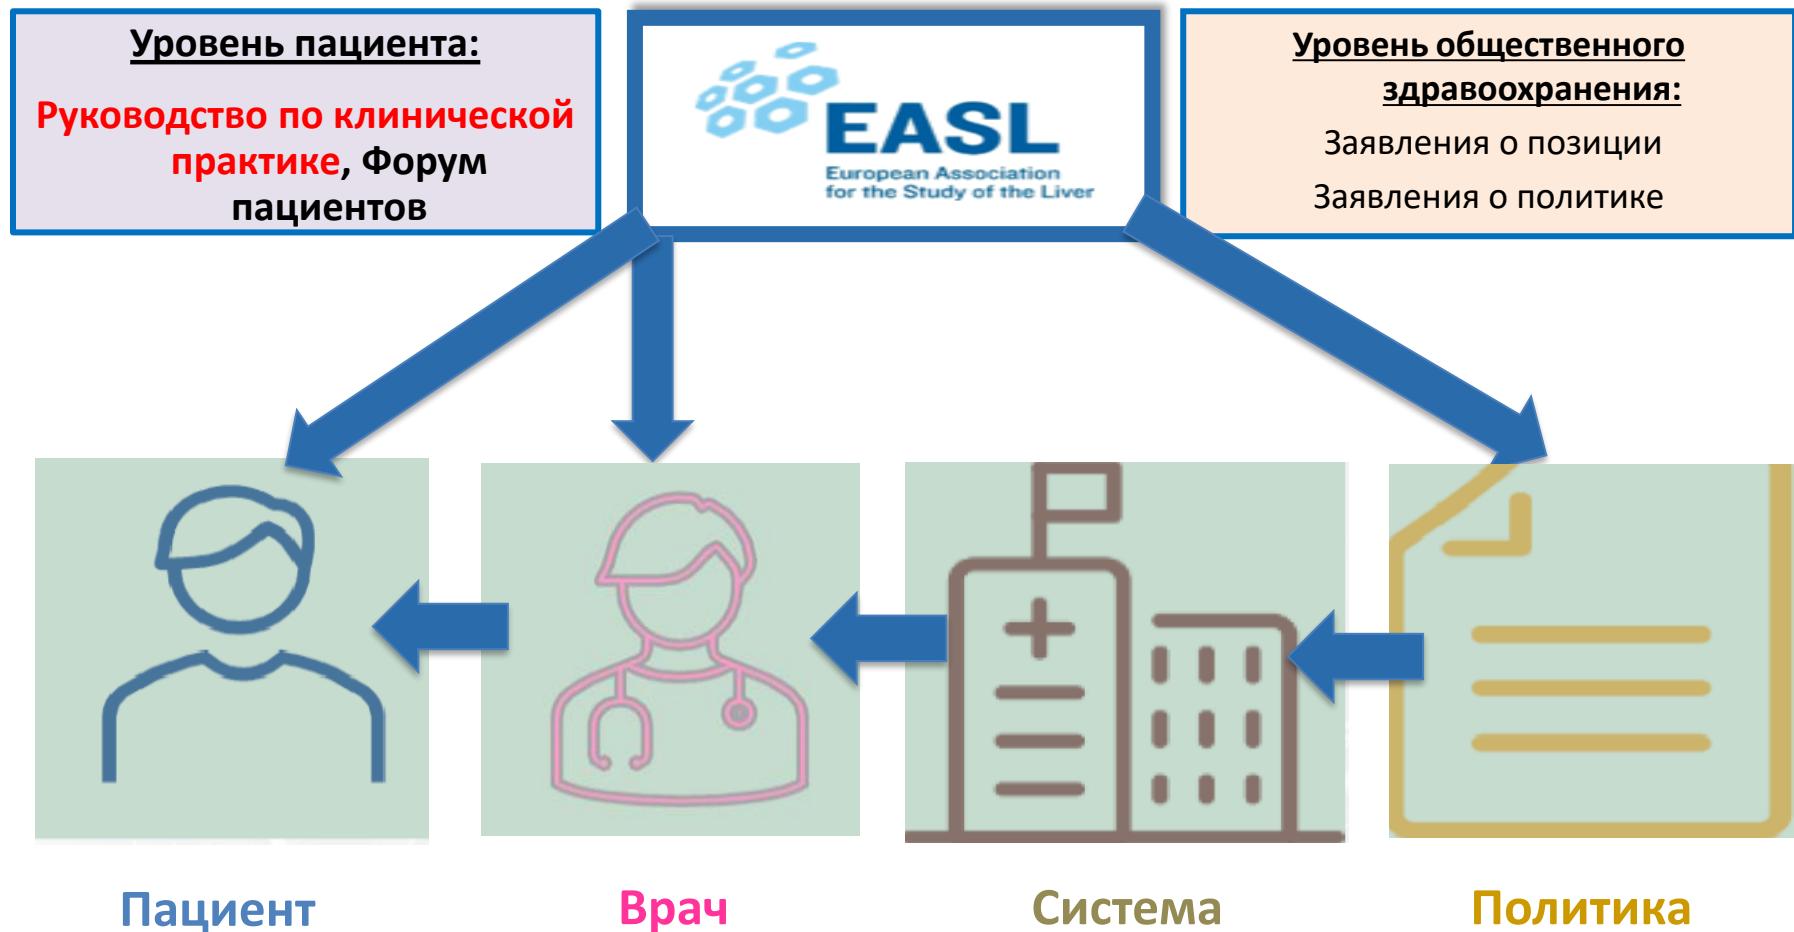 Уровень пациента:
Руководство по клинической
практике, Форум
пациентов
EASL
European Association
for the Study of the Liver
Уровень общественного
здравоохранения:
Заявления о позиции
Заявления о политике
Пациент
Врач
Система
Политика